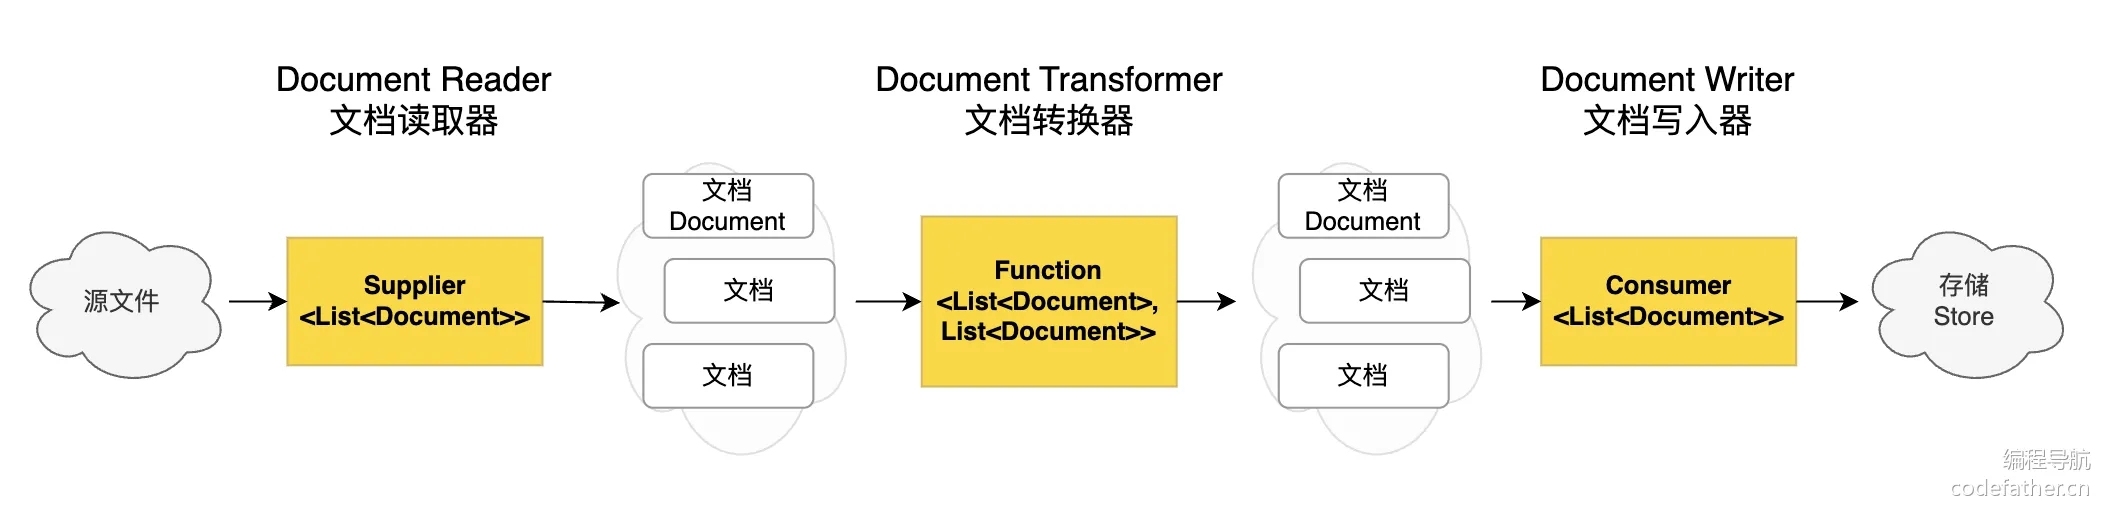 Document Reader
文档读取器
Document Transformer
文档转换器
Document Writer
文档写入器
源文件
Supplier
<List<Document>>
文档
Document
文档
文档
Function
<List<Document>,
List<Document>>
文档
Document
文档
文档
Consumer
<List<Document>>
存储
Store
编程导航
codefather.cn